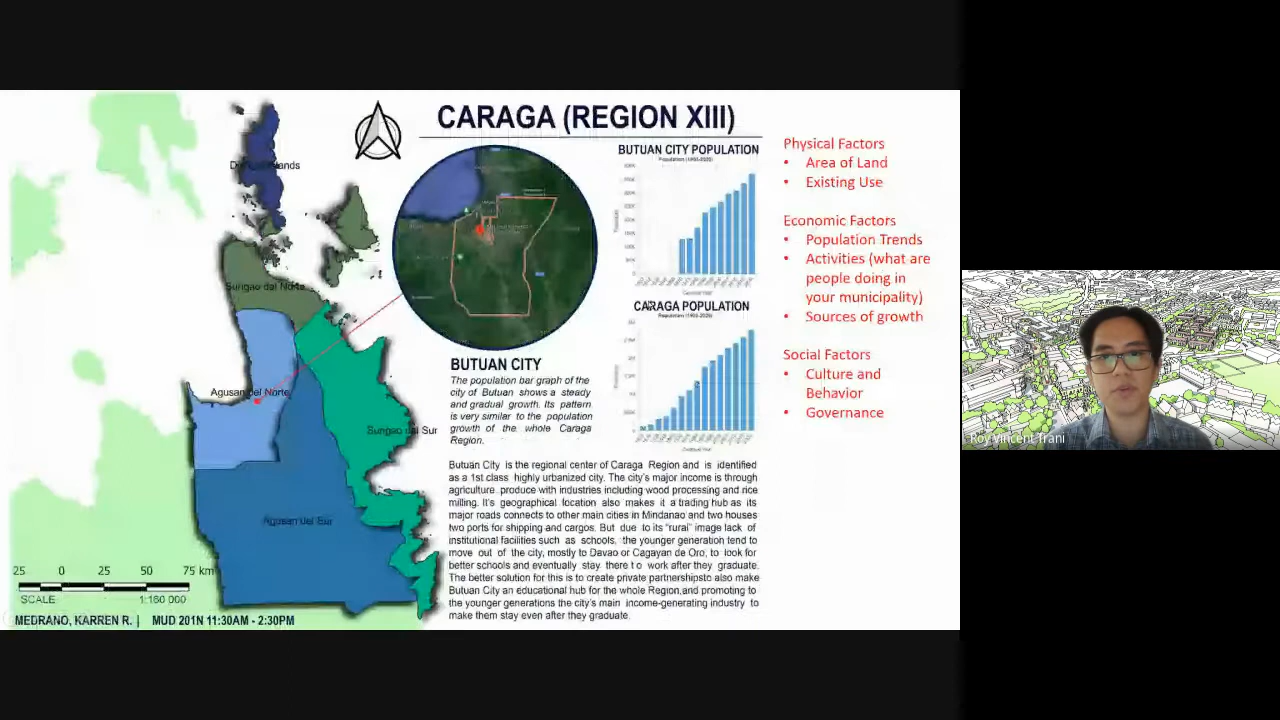 CARAGA (REGION XIII)
BUTUAN CITY POPULATION
Population (1903-2020)
CARAGA POPULATION
Population (1903-2020)
Surigao del Norte
Agusan del Norte
Surigao del Sur
Agusan del Sur
BUTUAN CITY
The population bar graph of the
city of Butuan shows a steady
and gradual growth. Its pattern
is very similar to the population
growth of the whole Caraga
Region.
Butuan City is the regional center of Caraga Region and is identified
as a 1st class highly urbanized city. The city's major income is through
agriculture produce with industries including wood processing and rice
milling. It's geographical location also makes it a trading hub as its
major roads connects to other main cities in Mindanao and two houses
two ports for shipping and cargos. But due to its "rural" image lack of
institutional facilities such as schools, the younger generation tend to
move out of the city, mostly to Davao or Cagayan de Oro, to look for
better schools and eventually stay there to work after they graduate.
The better solution for this is to create private partnershipsto also make
Butuan City an educational hub for the whole Region,and promoting to
the younger generations the city's main income-generating industry to
make them stay even after they graduate.
25 0 25 50 75 km
SCALE 1:160 000
MEDRANO, KARREN R. | MUD 201N 11:30AM - 2:30PM
Physical Factors
• Area of Land
• Existing Use
Economic Factors
• Population Trends
• Activities (what are
people doing in
your municipality)
• Sources of growth
Social Factors
• Culture and
Behavior
• Governance
Roy Vincent Trani